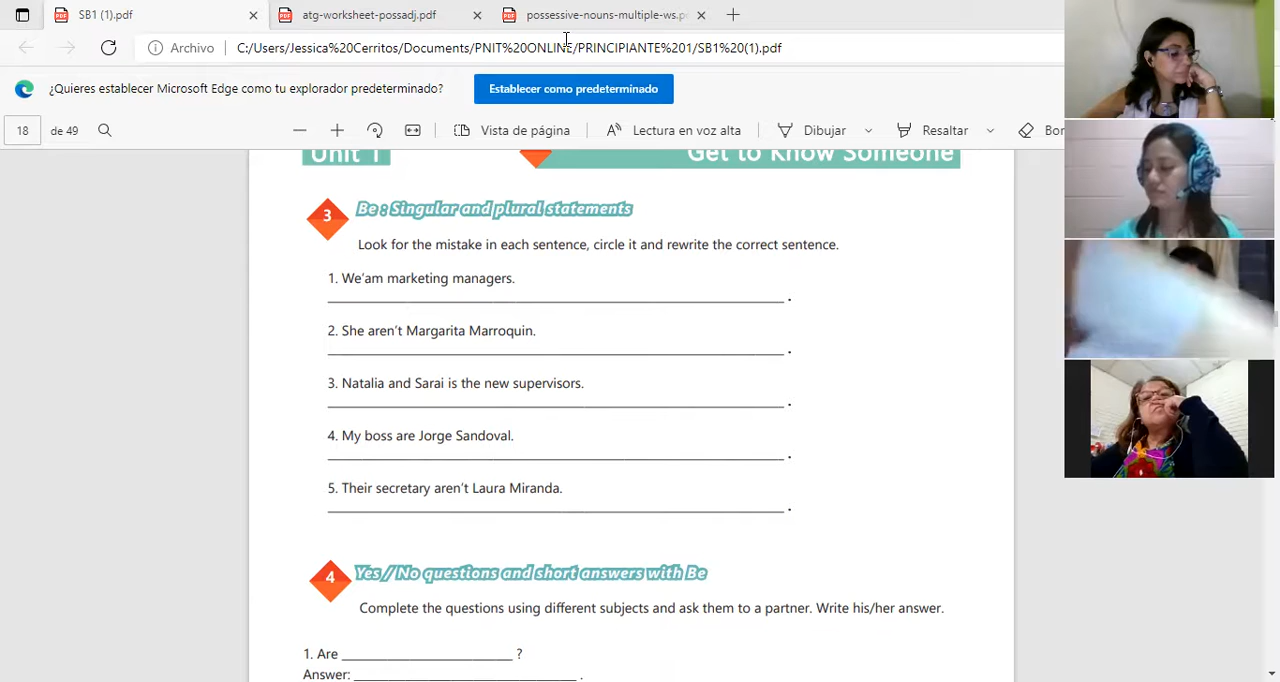 SB1 (1).pdf
atg-worksheet-possadj.pdf
possessive-nouns-multiple-ws.p
Archivo
C:/Users/Jessica%20Cerritos/Documents/PNIT%20ONLINE/PRINCIPIANTE%201/SB1%20(1).pdf
¿Quieres establecer Microsoft Edge como tu explorador predeterminado?
Establecer como predeterminado
18 de 49
Vista de página
Lectura en voz alta
Dibujar
Resaltar
Bor
Unit 1
Get to Know Someone
3 Be : Singular and plural statements
Look for the mistake in each sentence, circle it and rewrite the correct sentence.
1. We'am marketing managers.
2. She aren't Margarita Marroquin.
3. Natalia and Sarai is the new supervisors.
4. My boss are Jorge Sandoval.
5. Their secretary aren't Laura Miranda.
4 Yes / No questions and short answers with Be
Complete the questions using different subjects and ask them to a partner. Write his/her answer.
1. Are ______________________ ?
Answer: ____________________________ .